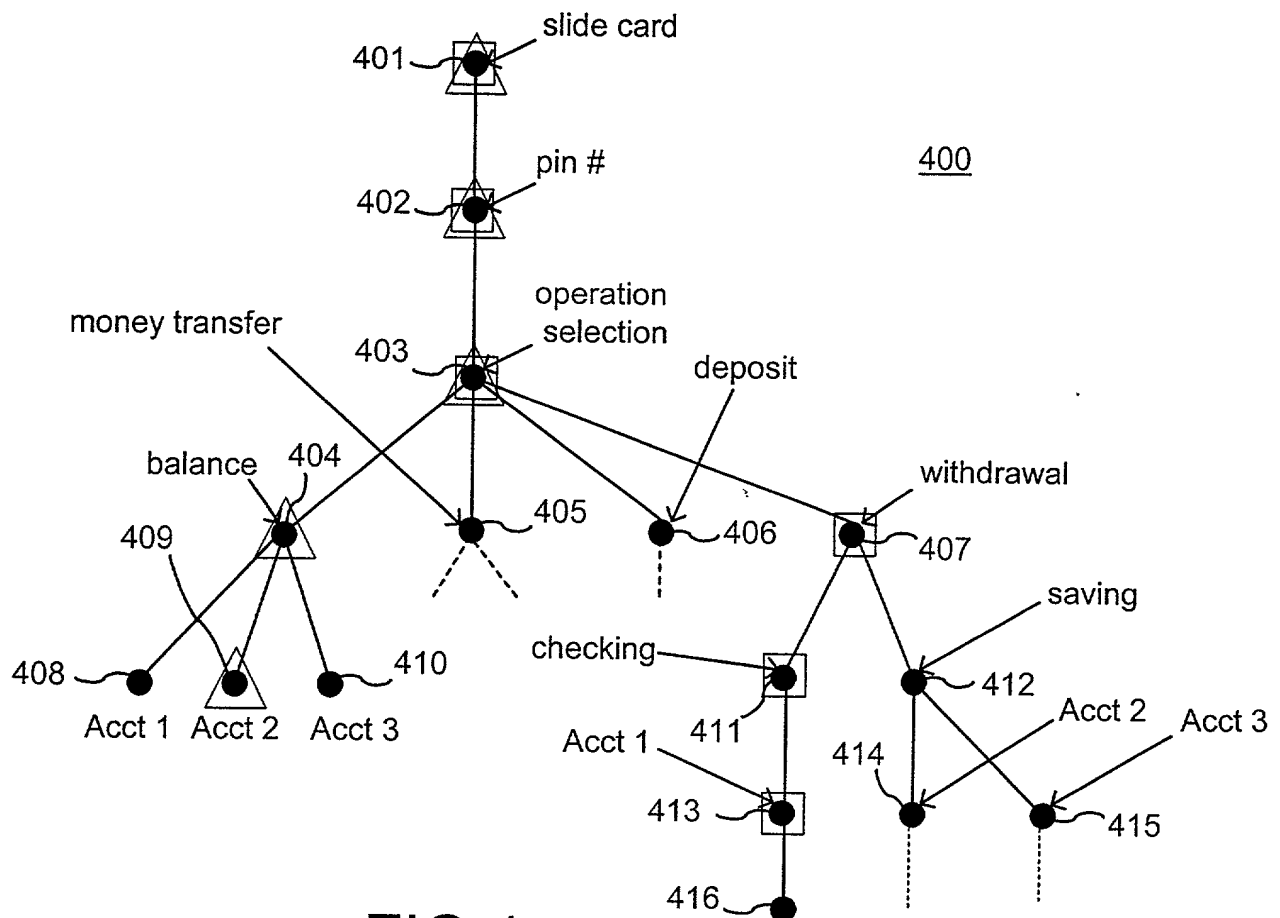 slide card
401
pin #
400
402
operation
selection
money transfer
403
deposit
balance
404
withdrawal
409
405
406
407
saving
checking
408
410
411
412
Acct 1
Acct 2
Acct 3
Acct 1
Acct 2
Acct 3
414
413
415
416